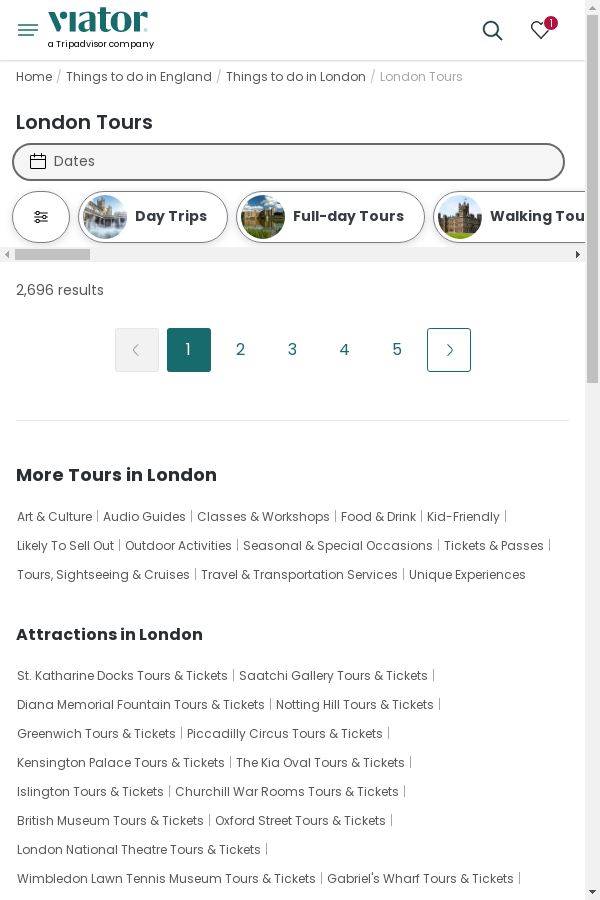 viator
a Tripadvisor company
1
Home / Things to do in England / Things to do in London / London Tours
London Tours
Dates
Day Trips
Full-day Tours
Walking Tou
2,696 results
1 2 3 4 5
More Tours in London
Art & Culture | Audio Guides | Classes & Workshops | Food & Drink | Kid-Friendly |
Likely To Sell Out | Outdoor Activities | Seasonal & Special Occasions | Tickets & Passes |
Tours, Sightseeing & Cruises | Travel & Transportation Services | Unique Experiences
Attractions in London
St. Katharine Docks Tours & Tickets | Saatchi Gallery Tours & Tickets |
Diana Memorial Fountain Tours & Tickets | Notting Hill Tours & Tickets |
Greenwich Tours & Tickets | Piccadilly Circus Tours & Tickets |
Kensington Palace Tours & Tickets | The Kia Oval Tours & Tickets |
Islington Tours & Tickets | Churchill War Rooms Tours & Tickets |
British Museum Tours & Tickets | Oxford Street Tours & Tickets |
London National Theatre Tours & Tickets |
Wimbledon Lawn Tennis Museum Tours & Tickets | Gabriel's Wharf Tours & Tickets |